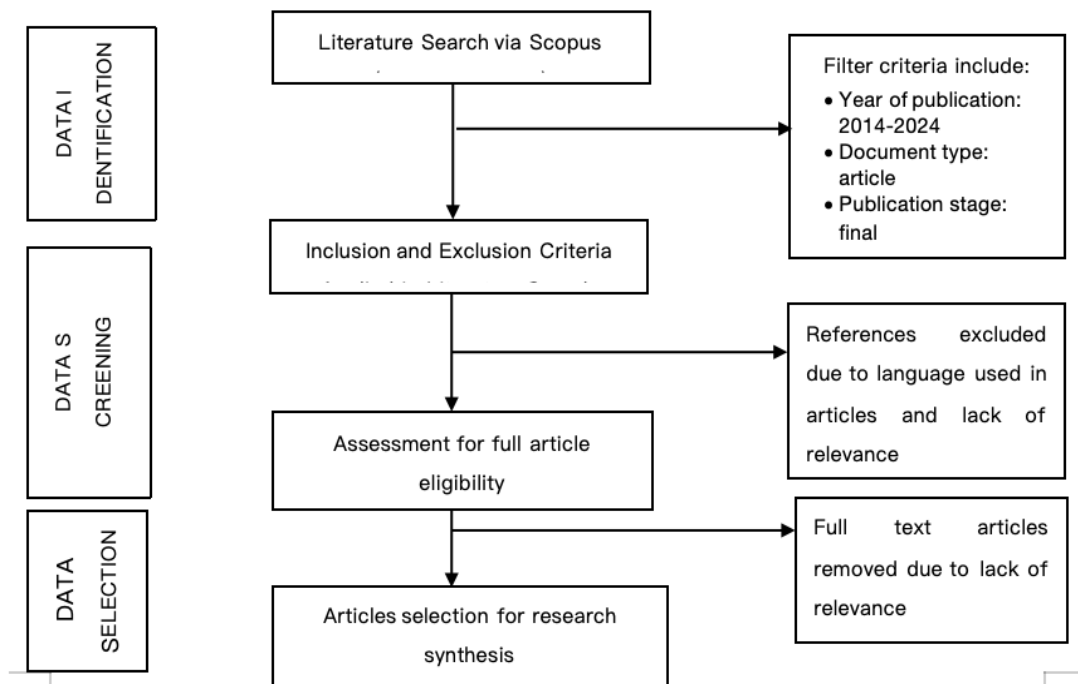 DATA I
DENTIFICATION
Literature Search via Scopus
Filter criteria include:
• Year of publication:
2014-2024
• Document type:
article
• Publication stage:
final
Inclusion and Exclusion Criteria
DATA S
CREENING
References excluded
due to language used in
articles and lack of
relevance
Assessment for full article
eligibility
DATA
SELECTION
Full text articles
removed due to lack of
relevance
Articles selection for research
synthesis